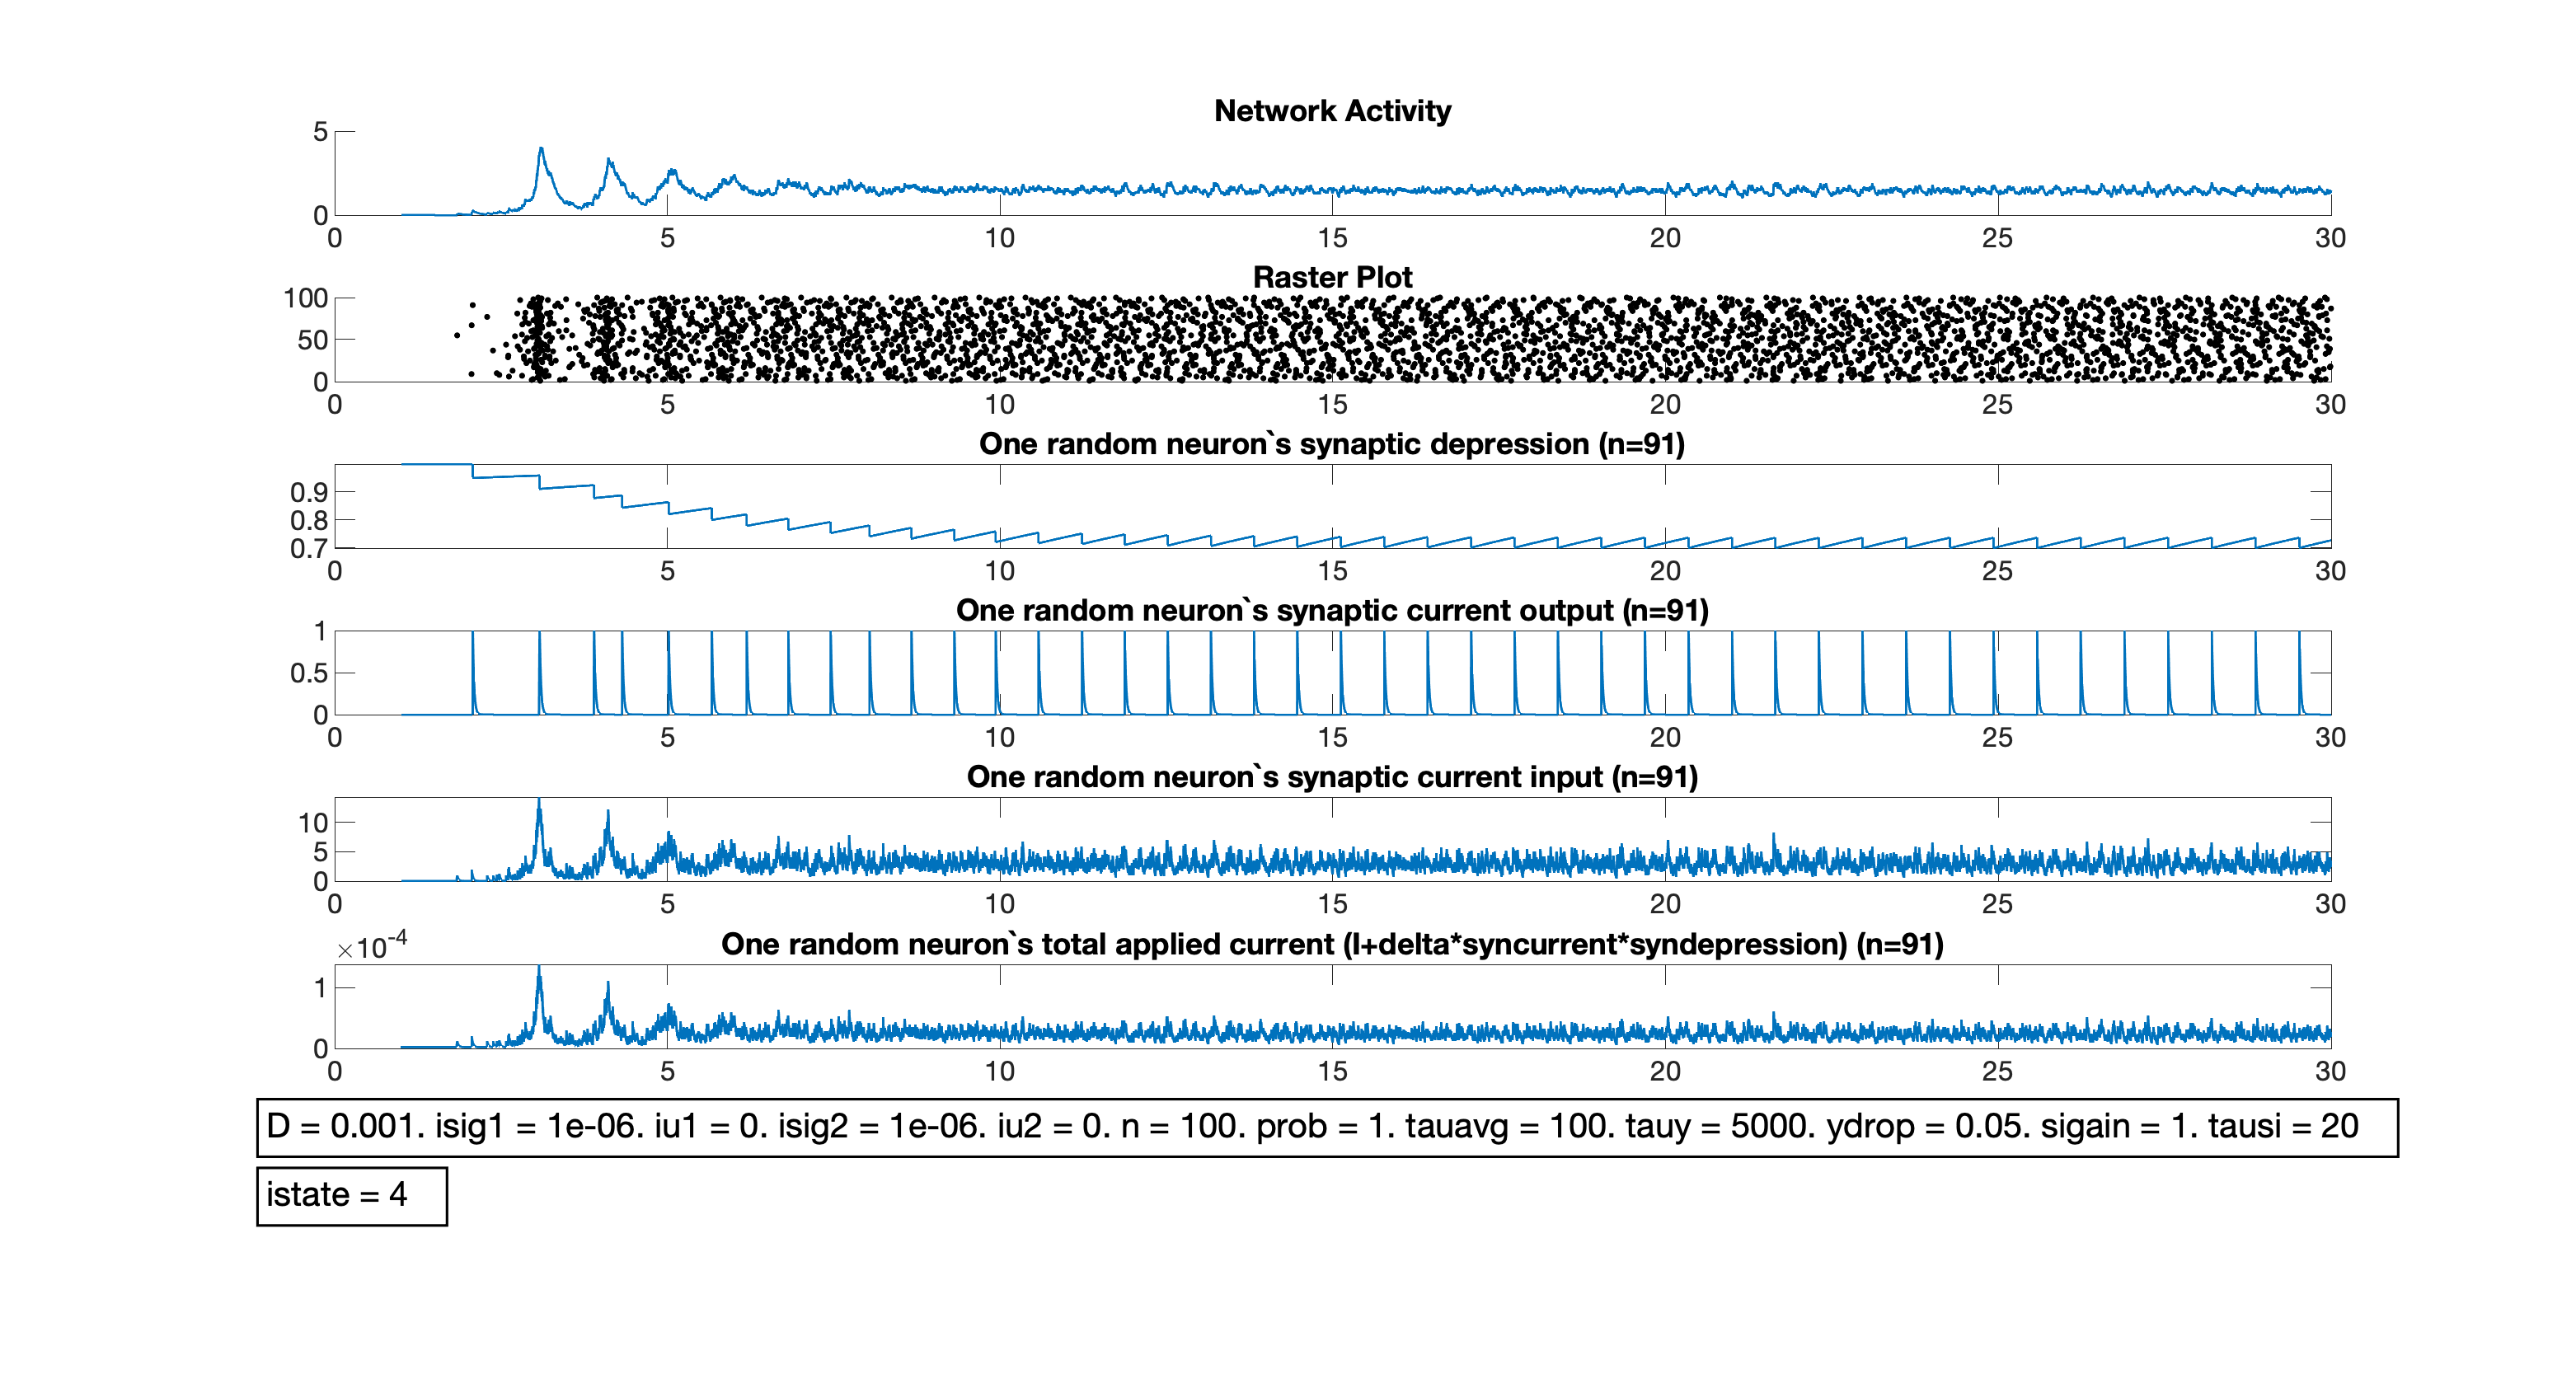 Network Activity
5
0
0 5 10 15 20 25 30
Raster Plot
100
50
0
0 5 10 15 20 25 30
One random neuron`s synaptic depression (n=91)
0.9
0.8
0.7
0 5 10 15 20 25 30
One random neuron`s synaptic current output (n=91)
1
0.5
0
0 5 10 15 20 25 30
One random neuron`s synaptic current input (n=91)
10
5
0
0 5 10 15 20 25 30
×10-4
One random neuron`s total applied current (I+delta*syncurrent*syndepression) (n=91)
1
0
0 5 10 15 20 25 30
D = 0.001. isig1 = 1e-06. iu1 = 0. isig2 = 1e-06. iu2 = 0. n = 100. prob = 1. tauavg = 100. tauy = 5000. ydrop = 0.05. sigain = 1. tausi = 20
istate = 4